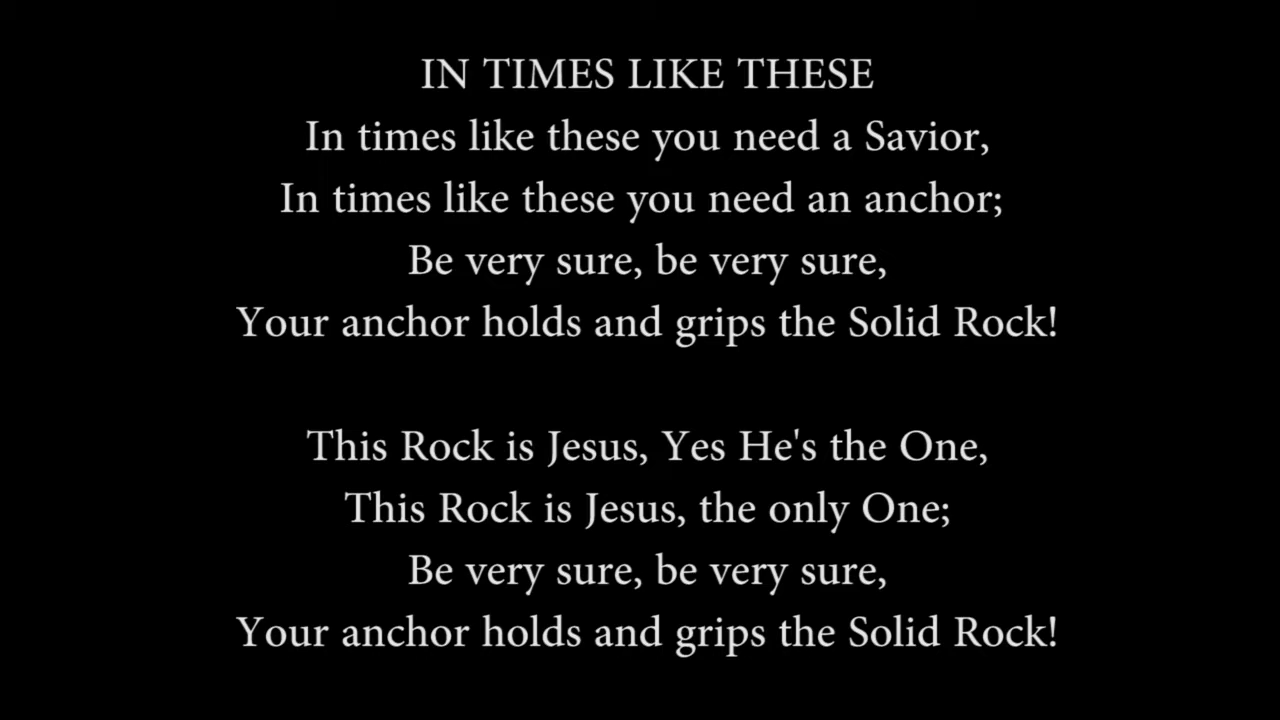 IN TIMES LIKE THESE
In times like these you need a Savior,
In times like these you need an anchor;
Be very sure, be very sure,
Your anchor holds and grips the Solid Rock!
This Rock is Jesus, Yes He's the One,
This Rock is Jesus, the only One;
Be very sure, be very sure,
Your anchor holds and grips the Solid Rock!